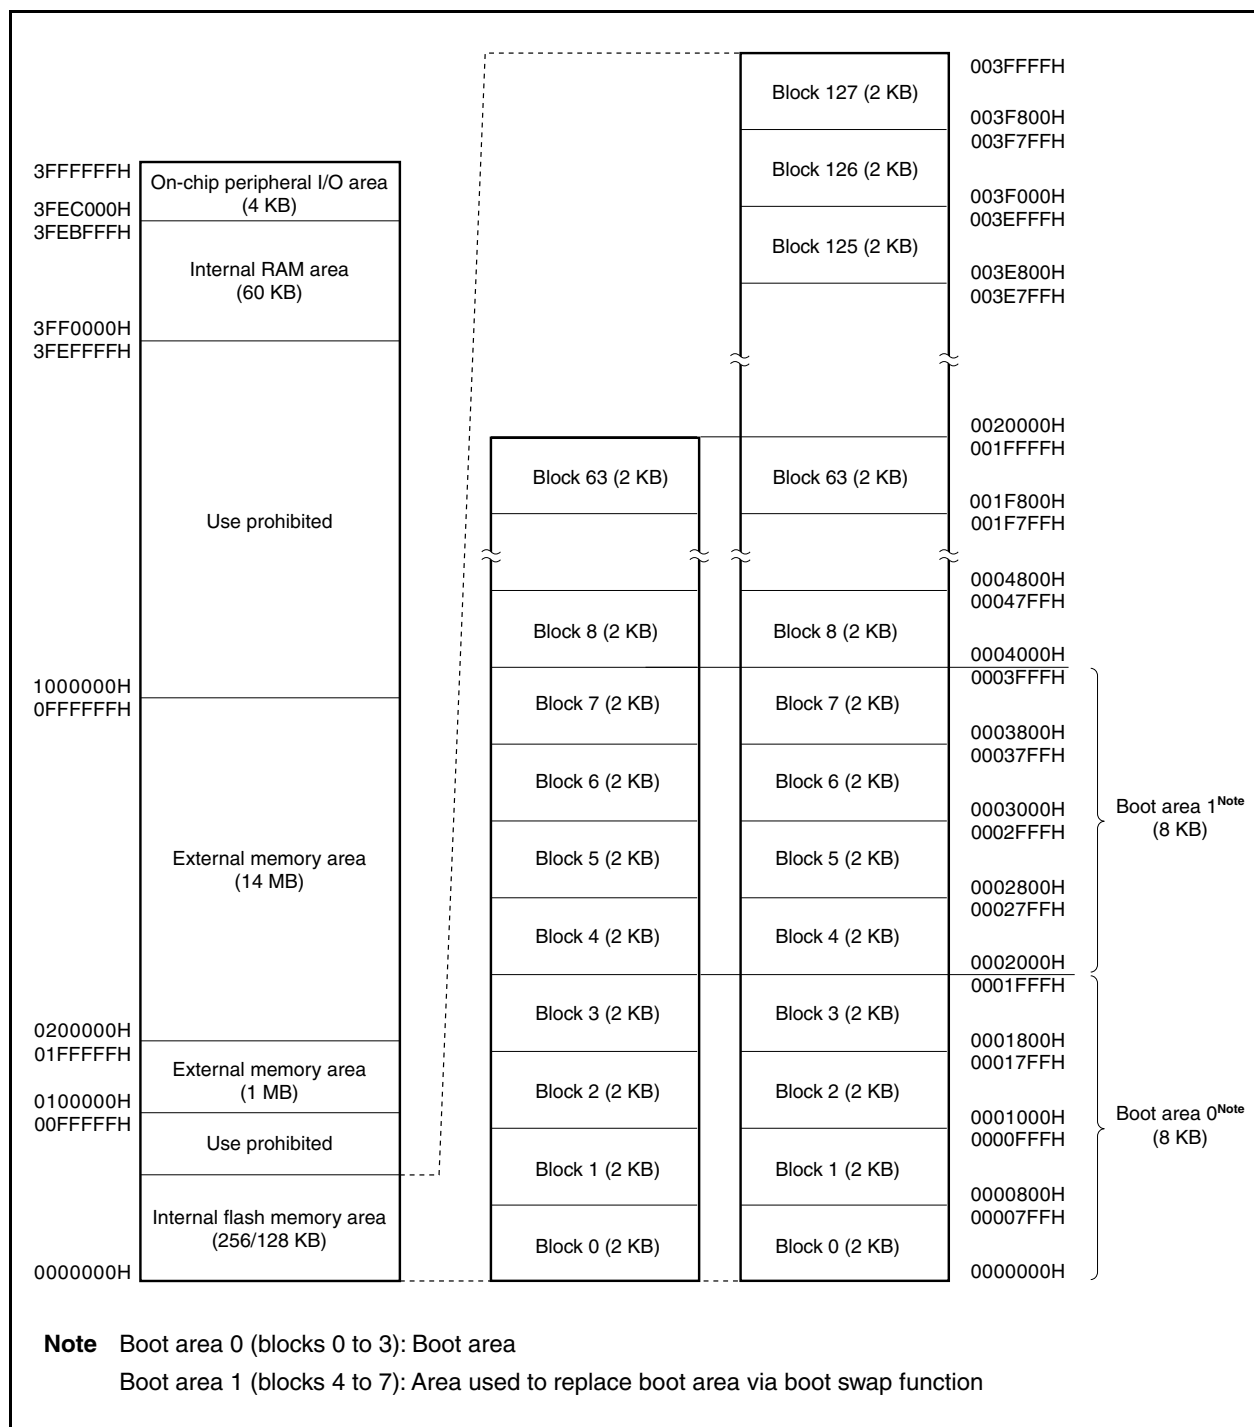 3FFFFFFH
On-chip peripheral I/O area
(4 KB)
3FEC000H
3FEBFFFH
Internal RAM area
(60 KB)
3FF0000H
3FEFFFFH
Use prohibited
1000000H
0FFFFFFH
External memory area
(14 MB)
0200000H
01FFFFFH
External memory area
(1 MB)
0100000H
00FFFFFH
Use prohibited
Internal flash memory area
(256/128 KB)
0000000H
Block 63 (2 KB)
Block 8 (2 KB)
Block 7 (2 KB)
Block 6 (2 KB)
Block 5 (2 KB)
Block 4 (2 KB)
Block 3 (2 KB)
Block 2 (2 KB)
Block 1 (2 KB)
Block 0 (2 KB)
Block 127 (2 KB)
Block 126 (2 KB)
Block 125 (2 KB)
Block 63 (2 KB)
Block 8 (2 KB)
Block 7 (2 KB)
Block 6 (2 KB)
Block 5 (2 KB)
Block 4 (2 KB)
Block 3 (2 KB)
Block 2 (2 KB)
Block 1 (2 KB)
Block 0 (2 KB)
003FFFFH
003F800H
003F7FFH
003F000H
003EFFFH
003E800H
003E7FFH
0020000H
001FFFFH
001F800H
001F7FFH
0004800H
00047FFH
0004000H
0003FFFH
0003800H
00037FFH
0003000H
0002FFFH
0002800H
00027FFH
0002000H
0001FFFH
0001800H
00017FFH
0001000H
0000FFFH
0000800H
00007FFH
0000000H
Boot area 1Note
(8 KB)
Boot area 0Note
(8 KB)
Note Boot area 0 (blocks 0 to 3): Boot area
Boot area 1 (blocks 4 to 7): Area used to replace boot area via boot swap function